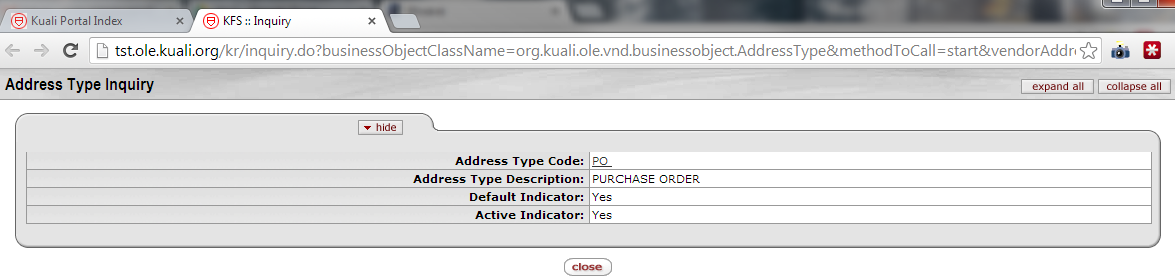 Kuali Portal Index
KFS :: Inquiry
tst.ole.kuali.org/kr/inquiry.do?businessObjectClassName=org.kuali.ole.vnd.businessobject.AddressType&methodToCall=start&vendorAddr
Address Type Inquiry
expand all
collapse all
hide
Address Type Code: PO
Address Type Description: PURCHASE ORDER
Default Indicator: Yes
Active Indicator: Yes
close